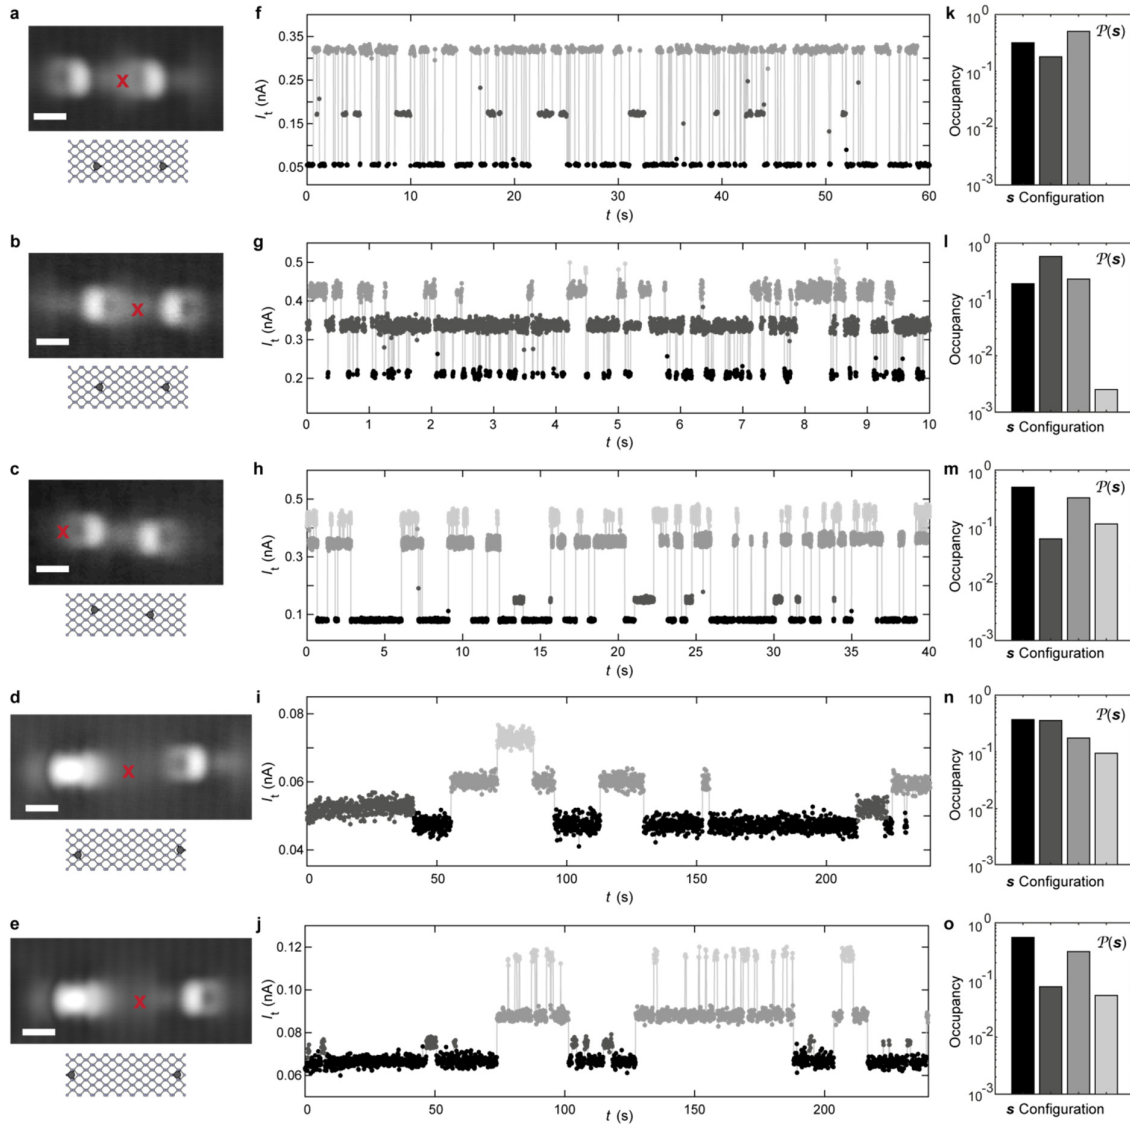 a
f
k
0.35
0.25
0.15
0.05
I_t (nA)
0 10 20 30 40 50 60
t (s)
10^0
10^-1
10^-2
10^-3
Occupancy
P(s)
s Configuration
b
g
l
0.5
0.4
0.3
0.2
I_t (nA)
0 1 2 3 4 5 6 7 8 9 10
t (s)
10^0
10^-1
10^-2
10^-3
Occupancy
P(s)
s Configuration
c
h
m
0.5
0.3
0.1
I_t (nA)
0 5 10 15 20 25 30 35 40
t (s)
10^0
10^-1
10^-2
10^-3
Occupancy
P(s)
s Configuration
d
i
n
0.08
0.06
0.04
I_t (nA)
0 50 100 150 200
t (s)
10^0
10^-1
10^-2
10^-3
Occupancy
P(s)
s Configuration
e
j
o
0.12
0.10
0.08
0.06
I_t (nA)
0 50 100 150 200
t (s)
10^0
10^-1
10^-2
10^-3
Occupancy
P(s)
s Configuration